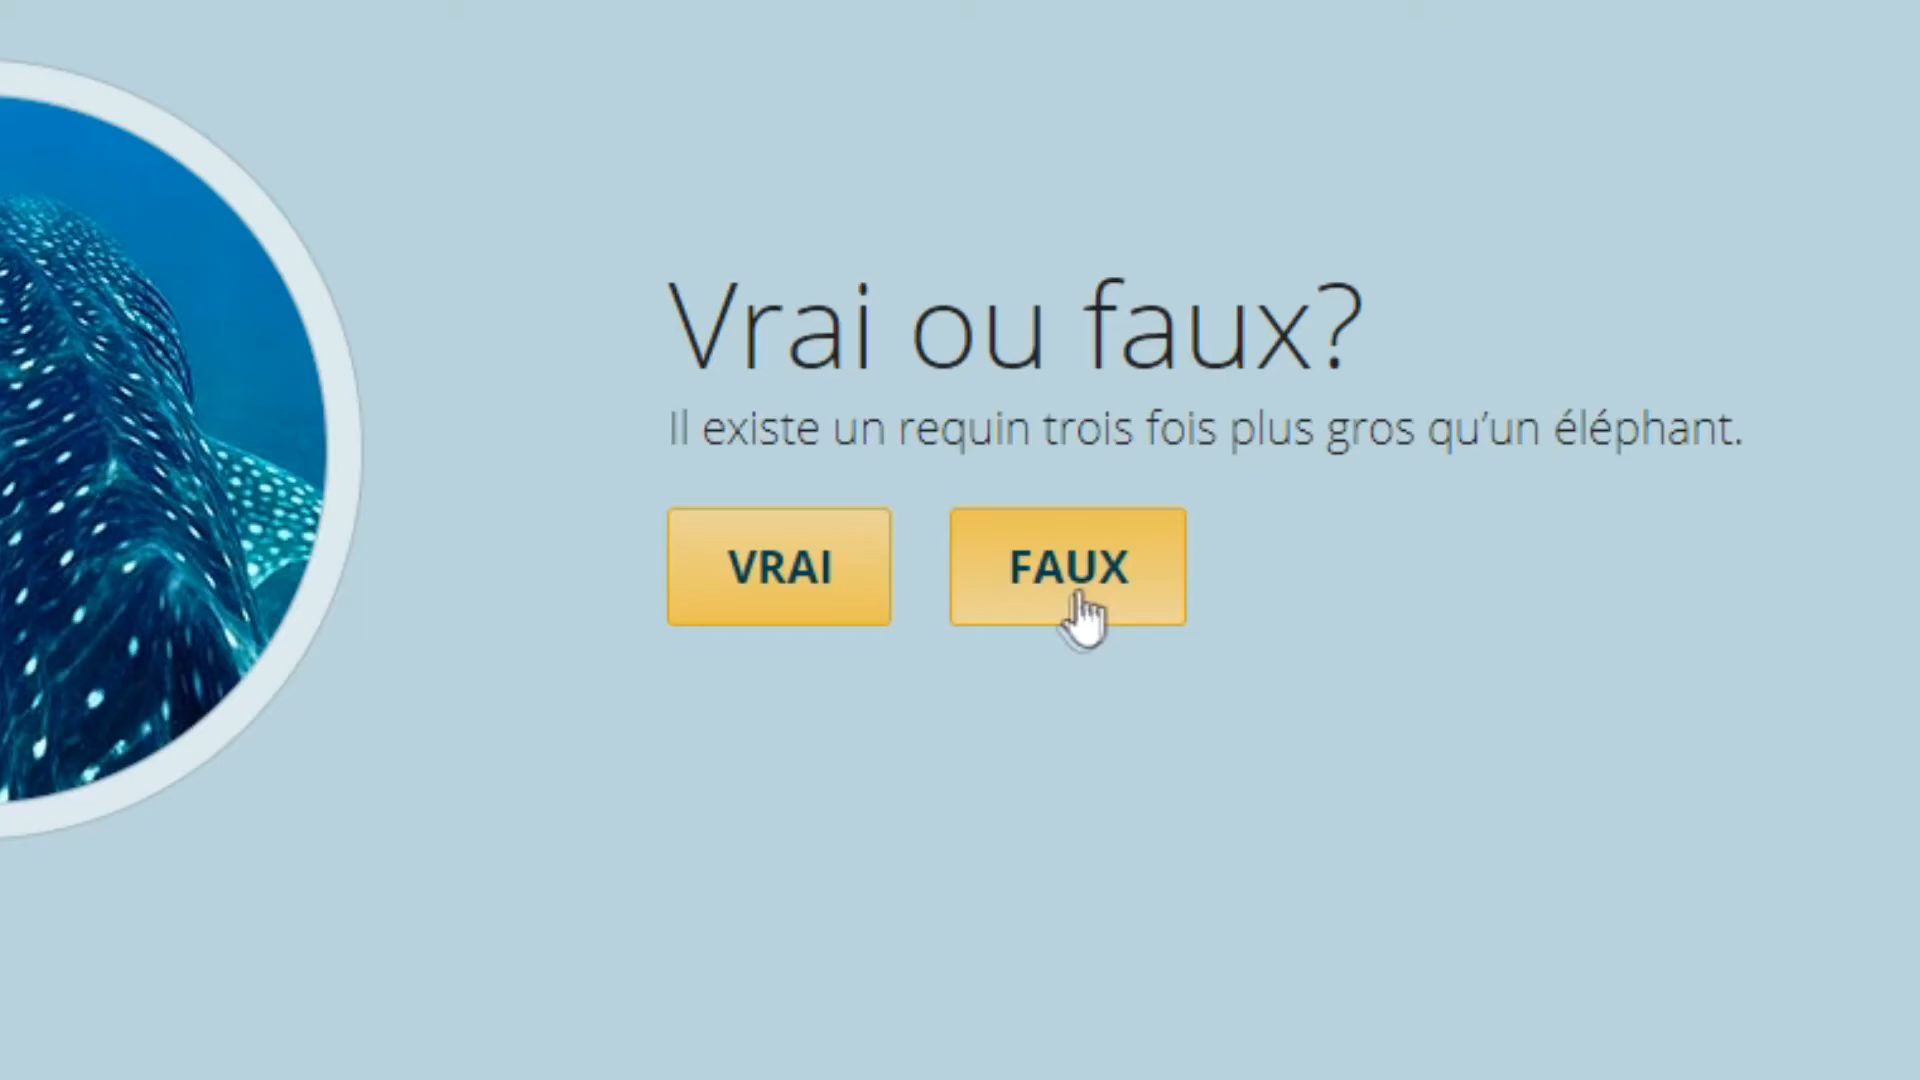 Vrai ou faux?
Il existe un requin trois fois plus gros qu’un éléphant.
VRAI
FAUX